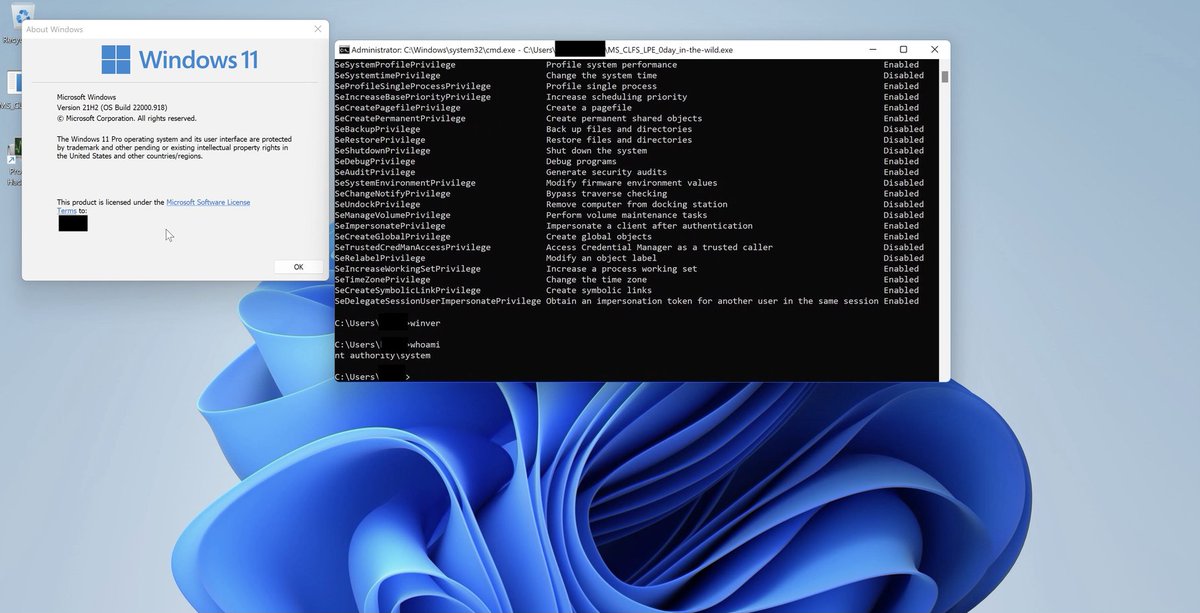 About Windows
Windows 11
Microsoft Windows
Version 21H2 (OS Build 22000.918)
© Microsoft Corporation. All rights reserved.
The Windows 11 Pro operating system and its user interface are protected
by trademark and other pending or existing intellectual property rights in
the United States and other countries/regions.
This product is licensed under the Microsoft Software License
Terms to:
OK
Administrator: C:\Windows\system32\cmd.exe - C:\Users\ \MS_CLFS_LPE_0day_in-the-wild.exe
SeSystemProfilePrivilege Profile system performance Enabled
SeSystemtimePrivilege Change the system time Disabled
SeProfileSingleProcessPrivilege Profile single process Enabled
SeIncreaseBasePriorityPrivilege Increase scheduling priority Enabled
SeCreatePagefilePrivilege Create a pagefile Enabled
SeCreatePermanentPrivilege Create permanent shared objects Enabled
SeBackupPrivilege Back up files and directories Disabled
SeRestorePrivilege Restore files and directories Disabled
SeShutdownPrivilege Shut down the system Disabled
SeDebugPrivilege Debug programs Enabled
SeAuditPrivilege Generate security audits Enabled
SeSystemEnvironmentPrivilege Modify firmware environment values Disabled
SeChangeNotifyPrivilege Bypass traverse checking Enabled
SeUndockPrivilege Remove computer from docking station Disabled
SeManageVolumePrivilege Perform volume maintenance tasks Disabled
SeImpersonatePrivilege Impersonate a client after authentication Enabled
SeCreateGlobalPrivilege Create global objects Enabled
SeTrustedCredManAccessPrivilege Access Credential Manager as a trusted caller Disabled
SeRelabelPrivilege Modify an object label Disabled
SeIncreaseWorkingSetPrivilege Increase a process working set Enabled
SeTimeZonePrivilege Change the time zone Enabled
SeCreateSymbolicLinkPrivilege Create symbolic links Enabled
SeDelegateSessionUserImpersonatePrivilege Obtain an impersonation token for another user in the same session Enabled
C:\Users\ >winver
C:\Users\ >whoami
nt authority\system
C:\Users\ >